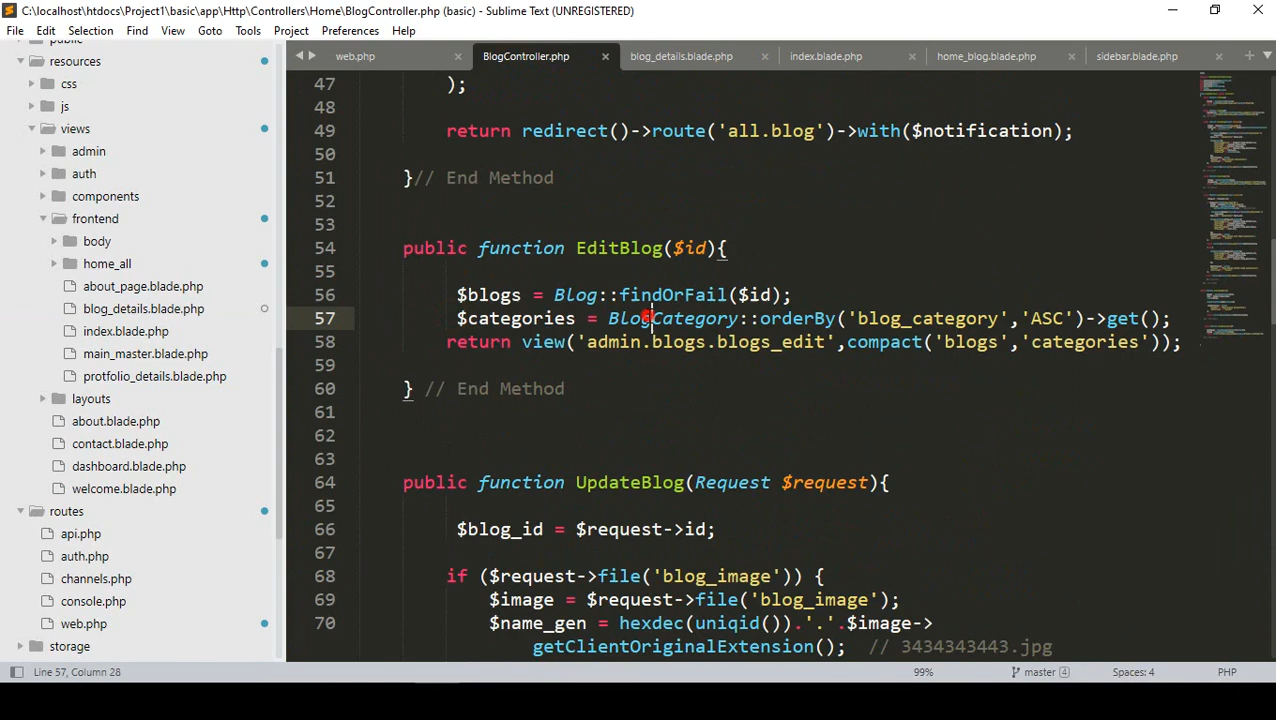 C:\localhost\htdocs\Project1\basic\app\Http\Controllers\Home\BlogController.php (basic) - Sublime Text (UNREGISTERED)
File Edit Selection Find View Goto Tools Project Preferences Help
web.php BlogController.php blog_details.blade.php index.blade.php home_blog.blade.php sidebar.blade.php
public
resources
css
js
views
admin
auth
components
frontend
body
home_all
about_page.blade.php
blog_details.blade.php
index.blade.php
main_master.blade.php
protfolio_details.blade.php
layouts
about.blade.php
contact.blade.php
dashboard.blade.php
welcome.blade.php
routes
api.php
auth.php
channels.php
console.php
web.php
storage
47 );
48
49 return redirect()->route('all.blog')->with($notification);
50
51 }// End Method
52
53
54 public function EditBlog($id){
55
56 $blogs = Blog::findOrFail($id);
57 $categories = BlogCategory::orderBy('blog_category','ASC')->get();
58 return view('admin.blogs.blogs_edit',compact('blogs','categories'));
59
60 } // End Method
61
62
63
64 public function UpdateBlog(Request $request){
65
66 $blog_id = $request->id;
67
68 if ($request->file('blog_image')) {
69 $image = $request->file('blog_image');
70 $name_gen = hexdec(uniqid()).'.'.$image->
getClientOriginalExtension(); // 3434343443.jpg
Line 57, Column 28 99% master 4 Spaces: 4 PHP